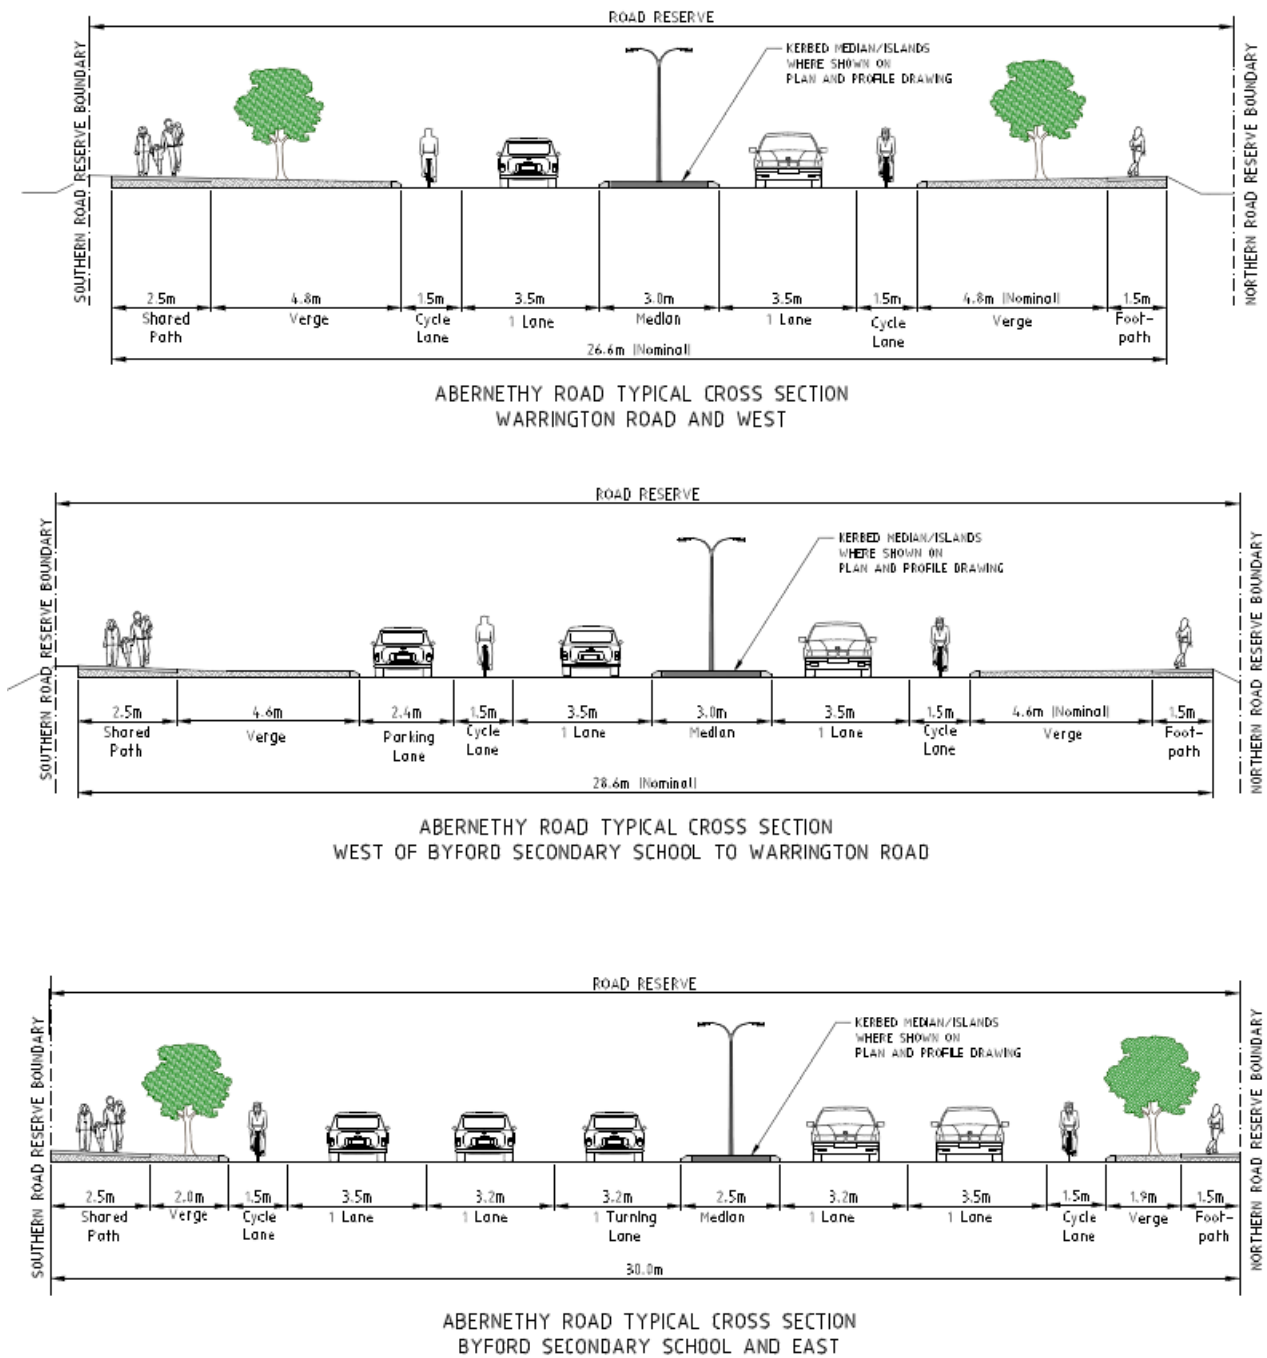 ROAD RESERVE
KERBED MEDIAN/ISLANDS
WHERE SHOWN ON
PLAN AND PROFILE DRAWING
SOUTHERN ROAD RESERVE BOUNDARY
NORTHERN ROAD RESERVE BOUNDARY
2.5m 4.8m 1.5m 3.5m 3.0m 3.5m 1.5m 4.8m (Nominal) 1.5m
Shared Path Verge Cycle Lane 1 Lane Median 1 Lane Cycle Lane Verge Foot-path
26.6m (Nominal)
ABERNETHY ROAD TYPICAL CROSS SECTION
WARRINGTON ROAD AND WEST
ROAD RESERVE
KERBED MEDIAN/ISLANDS
WHERE SHOWN ON
PLAN AND PROFILE DRAWING
SOUTHERN ROAD RESERVE BOUNDARY
NORTHERN ROAD RESERVE BOUNDARY
2.5m 4.6m 2.4m 1.5m 3.5m 3.0m 3.5m 1.5m 4.6m (Nominal) 1.5m
Shared Path Verge Parking Lane Cycle Lane 1 Lane Median 1 Lane Cycle Lane Verge Foot-path
28.6m (Nominal)
ABERNETHY ROAD TYPICAL CROSS SECTION
WEST OF BYFORD SECONDARY SCHOOL TO WARRINGTON ROAD
ROAD RESERVE
KERBED MEDIAN/ISLANDS
WHERE SHOWN ON
PLAN AND PROFILE DRAWING
SOUTHERN ROAD RESERVE BOUNDARY
NORTHERN ROAD RESERVE BOUNDARY
2.5m 2.0m 1.5m 3.5m 3.2m 3.2m 2.5m 3.2m 3.5m 1.5m 1.9m 1.5m
Shared Path Verge Cycle Lane 1 Lane 1 Lane 1 Turning Lane Median 1 Lane 1 Lane Cycle Lane Verge Foot-path
30.0m
ABERNETHY ROAD TYPICAL CROSS SECTION
BYFORD SECONDARY SCHOOL AND EAST